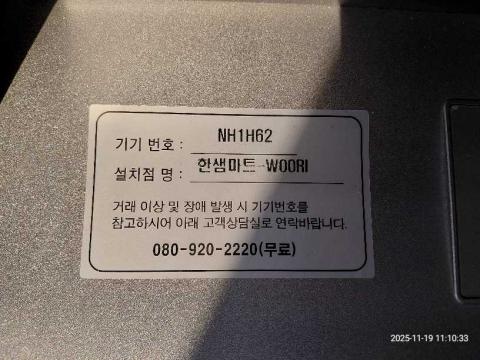 기기 번호 : NH1H62
설치점 명 : 한샘마트-WOORI
거래 이상 및 장애 발생 시 기기번호를
참고하시어 아래 고객상담실로 연락바랍니다.
080-920-2220(무료)
2025-11-19 11:10:33